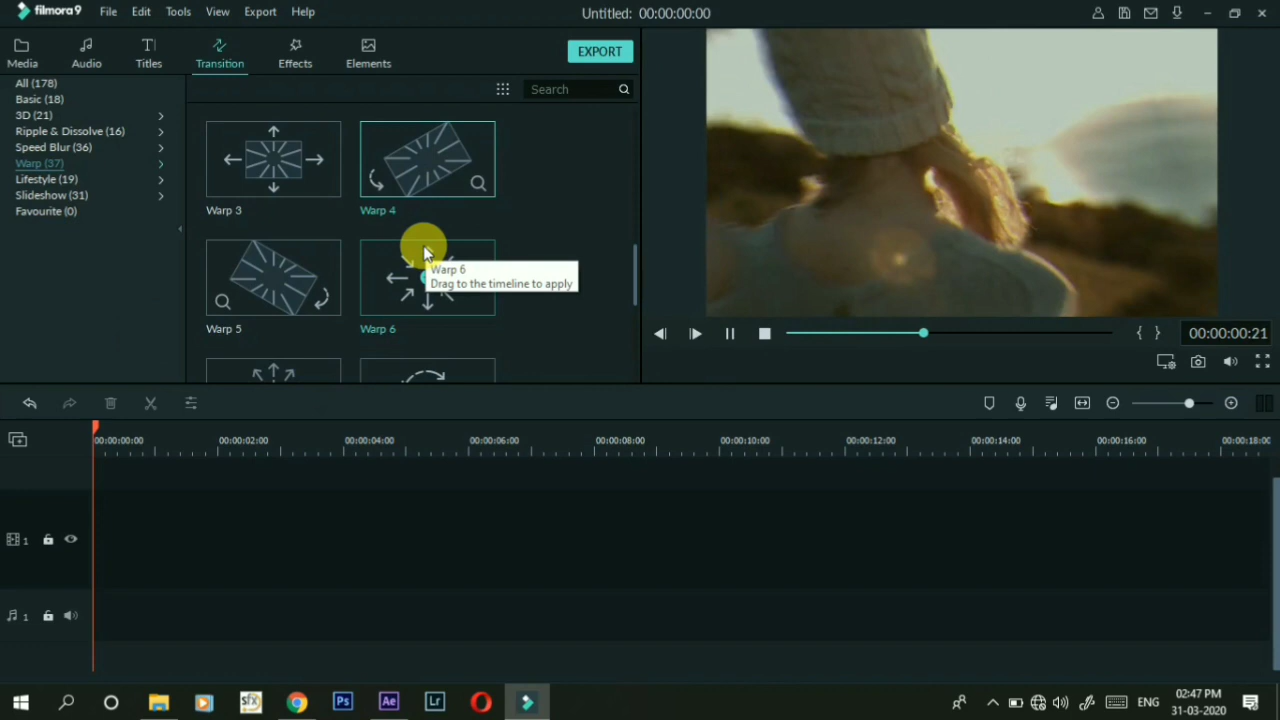 filmora9 File Edit Tools View Export Help Untitled: 00:00:00:00
Media Audio Titles Transition Effects Elements EXPORT
All (178)
Basic (18)
3D (21)
Ripple & Dissolve (16)
Speed Blur (36)
Warp (37)
Lifestyle (19)
Slideshow (31)
Favourite (0)
Search
Warp 3 Warp 4
Warp 6
Drag to the timeline to apply
Warp 5 Warp 6
{ } 00:00:00:21
00:00:00:00 00:00:02:00 00:00:04:00 00:00:06:00 00:00:08:00 00:00:10:00 00:00:12:00 00:00:14:00 00:00:16:00 00:00:18:00
1
1
sfx Ps Ae Lr ENG 02:47 PM
31-03-2020